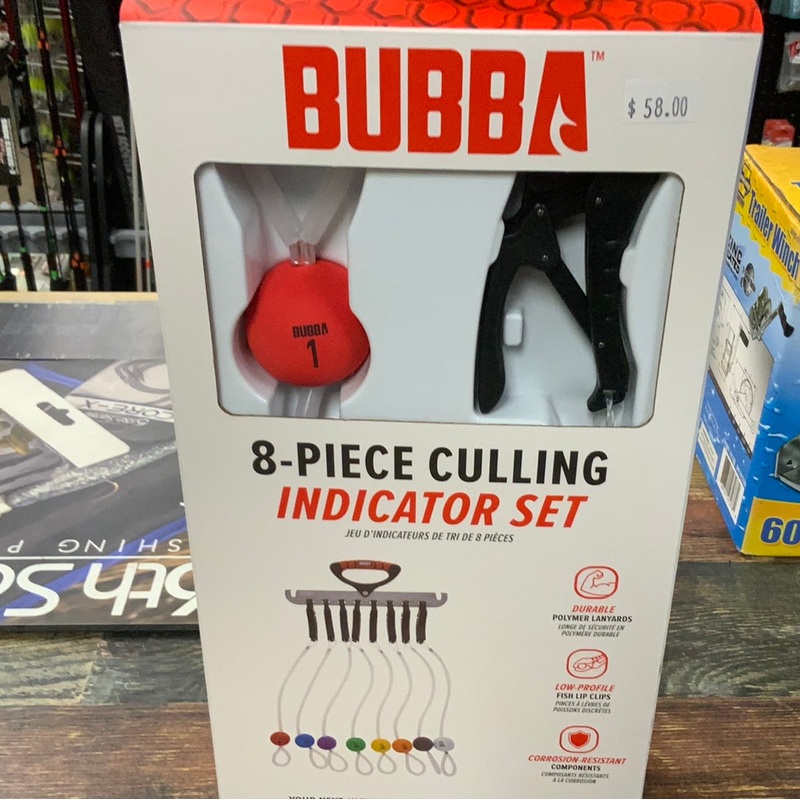 BUBBA™
$ 58.00
BUBBA
1
8-PIECE CULLING
INDICATOR SET
JEU D'INDICATEURS DE TRI DE 8 PIÈCES
DURABLE
POLYMER LANYARDS
LONGE DE SÉCURITÉ EN
POLYMÈRE DURABLE
LOW-PROFILE
FISH LIP CLIPS
PINCES À LÈVRES DE
POISSONS DISCRÈTES
CORROSION-RESISTANT
COMPONENTS
COMPOSANTS RÉSISTANTS
À LA CORROSION
Trailer Winch
60
CORE-X